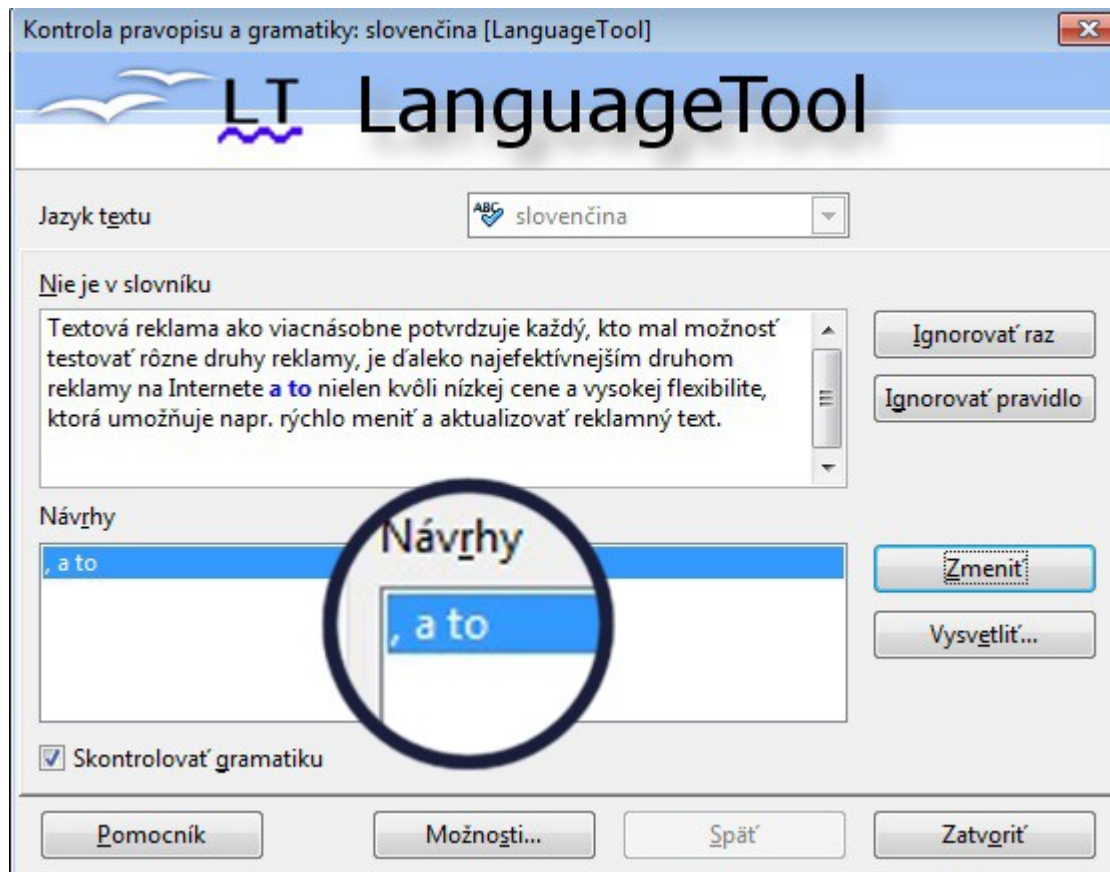 Kontrola pravopisu a gramatiky: slovenčina [LanguageTool]
LT LanguageTool
Jazyk textu
ABC slovenčina
Nie je v slovníku
Textová reklama ako viacnásobne potvrdzuje každý, kto mal možnosť
testovať rôzne druhy reklamy, je ďaleko najefektívnejším druhom
reklamy na Internete a to nielen kvôli nízkej cene a vysokej flexibilite,
ktorá umožňuje napr. rýchlo meniť a aktualizovať reklamný text.
Ignorovať raz
Ignorovať pravidlo
Návrhy
, a to
Návrhy
, a to
Zmeniť
Vysvetliť...
Skontrolovať gramatiku
Pomocník
Možnosti...
Späť
Zatvoriť